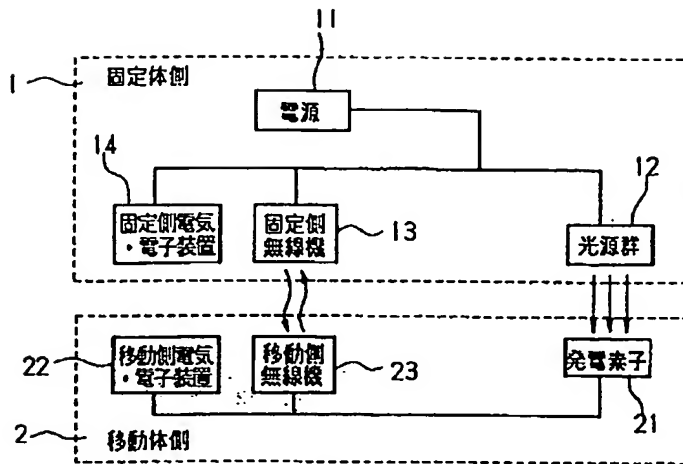 11
1
固定体側
電源
14
12
固定側電気
・電子装置
固定側
無線機
13
光源群
22
移動側電気
・電子装置
移動側
無線機
23
発電素子
21
2
移動体側